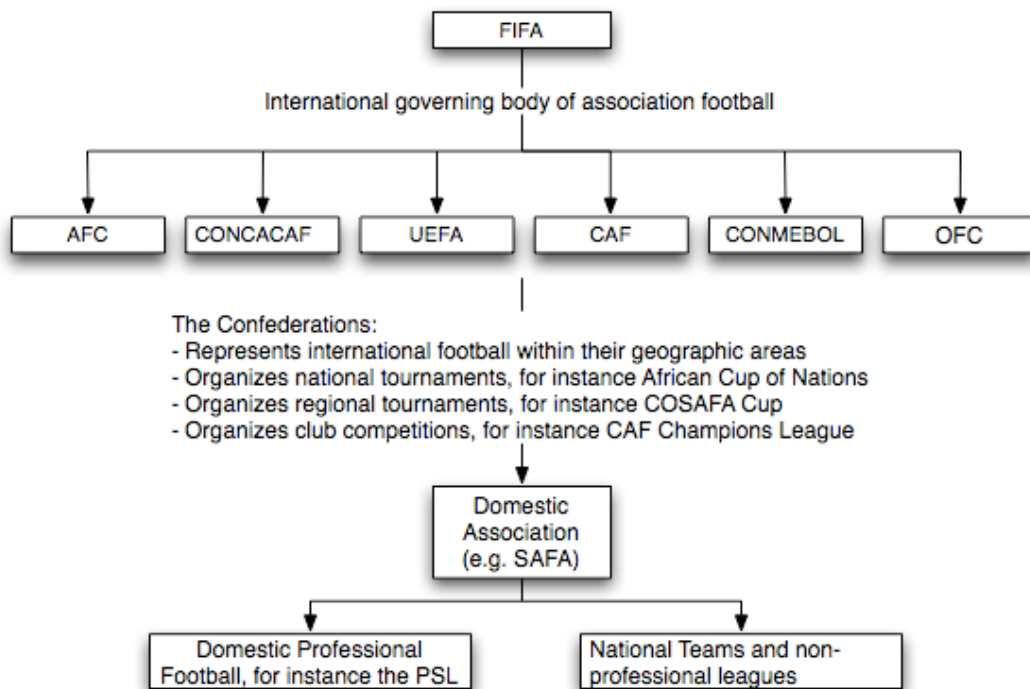 FIFA
International governing body of association football
AFC
CONCACAF
UEFA
CAF
CONMEBOL
OFC
The Confederations:
- Represents international football within their geographic areas
- Organizes national tournaments, for instance African Cup of Nations
- Organizes regional tournaments, for instance COSAFA Cup
- Organizes club competitions, for instance CAF Champions League
Domestic
Association
(e.g. SAFA)
Domestic Professional
Football, for instance the PSL
National Teams and non-
professional leagues